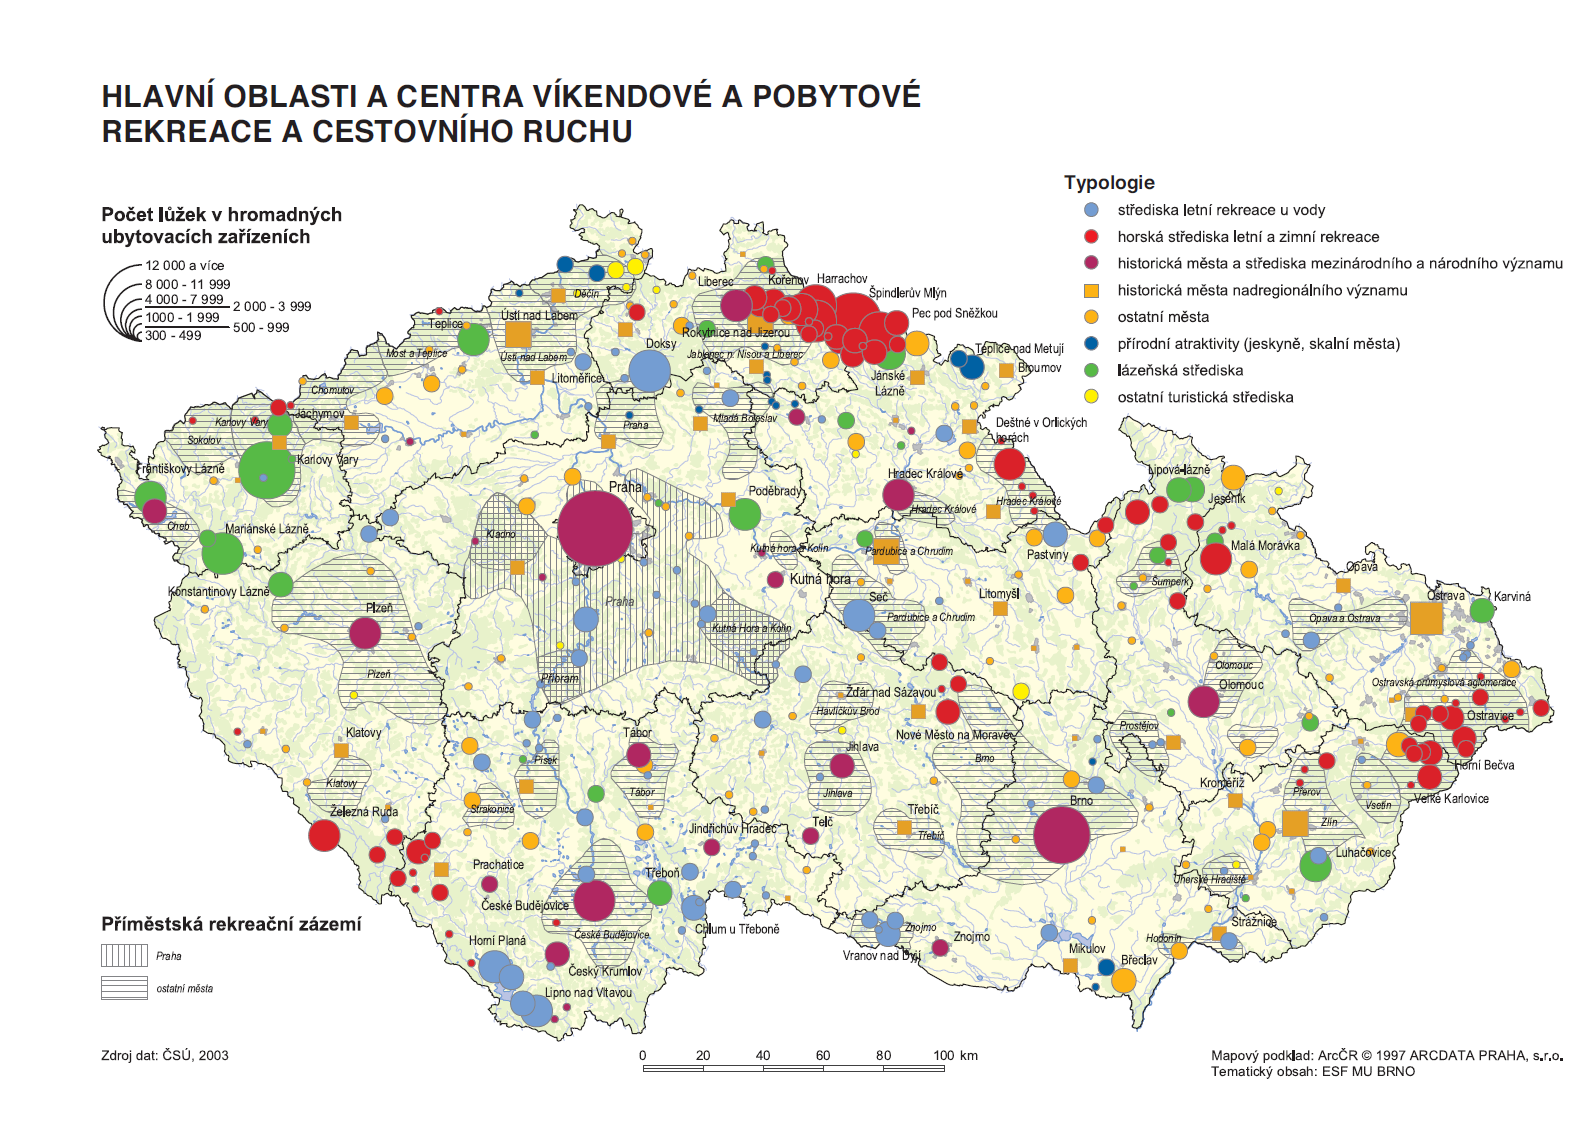 HLAVNÍ OBLASTI A CENTRA VÍKENDOVÉ A POBYTOVÉ
REKREACE A CESTOVNÍHO RUCHU
Typologie
střediska letní rekreace u vody
horská střediska letní a zimní rekreace
historická města a střediska mezinárodního a národního významu
historická města nadregionálního významu
ostatní města
přírodní atraktivity (jeskyně, skalní města)
lázeňská střediska
ostatní turistická střediska
Počet lůžek v hromadných
ubytovacích zařízeních
12 000 a více
8 000 - 11 999
4 000 - 7 999
2 000 - 3 999
1000 - 1 999
500 - 999
300 - 499
Liberec
Kořenov
Harrachov
Špindlerův Mlýn
Pec pod Sněžkou
Děčín
Ústí nad Labem
Teplice
Rokytnice nad Jizerou
Doksy
Most a Teplice
Ústí nad Labem
Jablonec n. Nisou a Liberec
Teplice nad Metují
Broumov
Litoměřice
Jánské
Lázně
Chomutov
Jáchymov
Karlovy Vary
Praha
Mladá Boleslav
Deštné v Orlických
horách
Sokolov
Karlovy Vary
Františkovy Lázně
Hradec Králové
Lipová-lázně
Jeseník
Praha
Poděbrady
Hradec Králové
Hradec Králové
Cheb
Mariánské Lázně
Kladno
Kutná hora a Kolín
Pardubice a Chrudim
Pastviny
Malá Morávka
Konstantinovy Lázně
Kutná hora
Šumperk
Opava
Plzeň
Praha
Seč
Litomyšl
Ostrava
Karviná
Kutná Hora a Kolín
Pardubice a Chrudim
Opava a Ostrava
Plzeň
Příbram
Olomouc
Olomouc
Ostravská průmyslová aglomerace
Žďár nad Sázavou
Havlíčkův Brod
Ostravice
Prostějov
Klatovy
Tábor
Nové Město na Moravě
Jihlava
Písek
Brno
Horní Bečva
Klatovy
Tábor
Jihlava
Kroměříž
Přerov
Vsetín
Velké Karlovice
Strakonice
Brno
Železná Ruda
Třebíč
Zlín
Jindřichův Hradec
Telč
Třebíč
Luhačovice
Prachatice
Třeboň
Uherské Hradiště
České Budějovice
Chlum u Třeboně
Znojmo
Strážnice
České Budějovice
Horní Planá
Znojmo
Hodonín
Vranov nad Dyjí
Mikulov
Břeclav
Český Krumlov
Lipno nad Vltavou
Příměstská rekreační zázemí
Praha
ostatní města
Zdroj dat: ČSÚ, 2003
0 20 40 60 80 100 km
Mapový podklad: ArcČR © 1997 ARCDATA PRAHA, s.r.o.
Tematický obsah: ESF MU BRNO